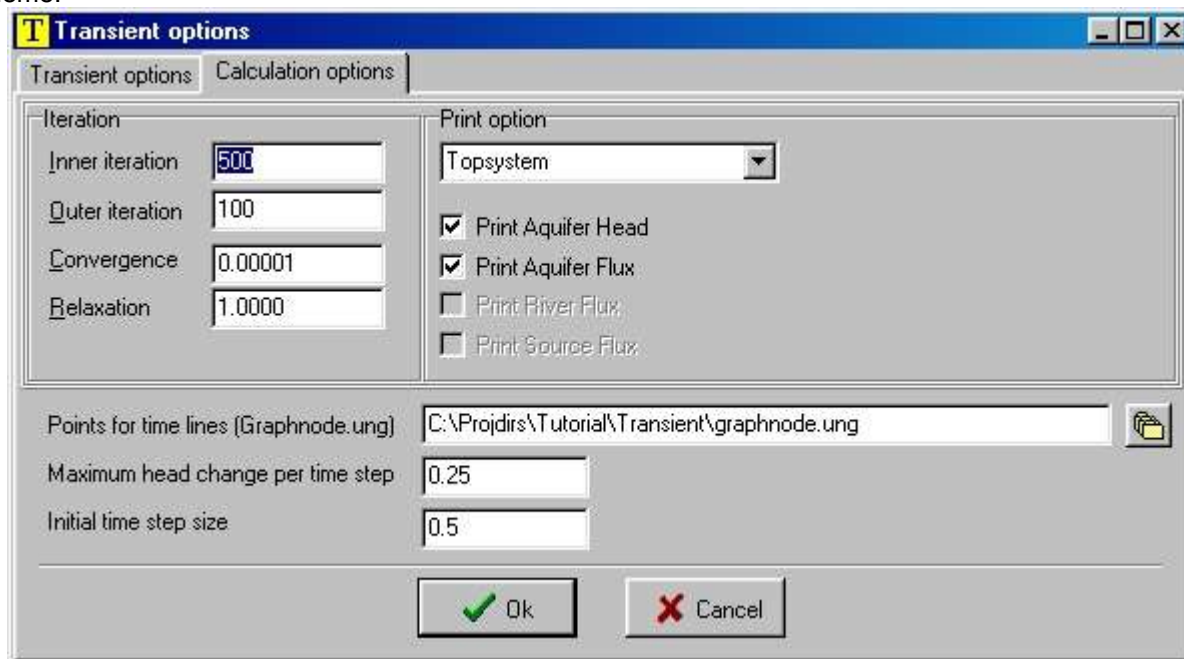 Transient options
Transient options Calculation options
Iteration
Inner iteration 500
Outer iteration 100
Convergence 0.00001
Relaxation 1.0000
Print option
Topsystem
Print Aquifer Head
Print Aquifer Flux
Print River Flux
Print Source Flux
Points for time lines (Graphnode.ung) C:\Projdirs\Tutorial\Transient\graphnode.ung
Maximum head change per time step 0.25
Initial time step size 0.5
Ok Cancel